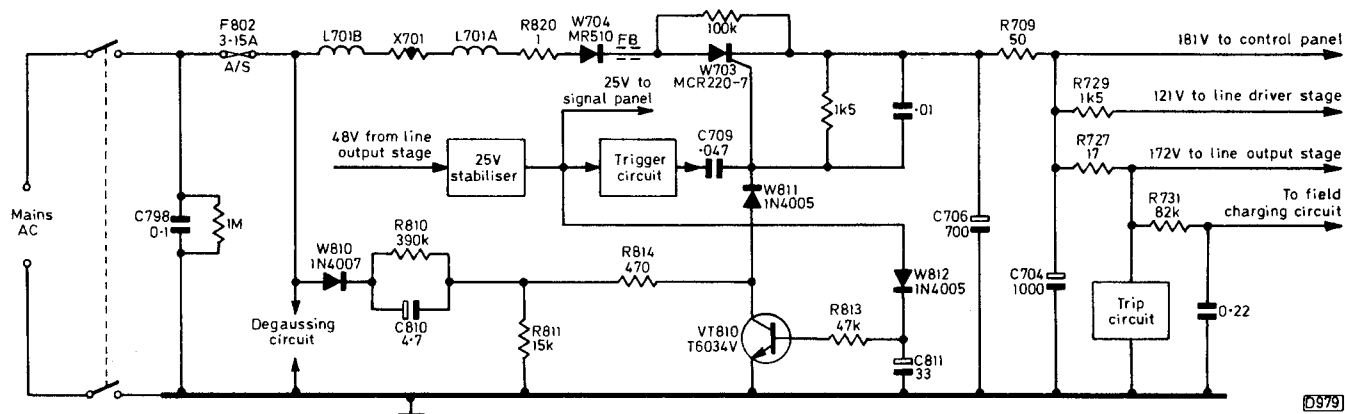 F802
3·15A
A/S
L701B
X701
L701A
R820
1
W704
MR510
FB
100k
W703
MCR220-7
R709
50
181V to control panel
R729
1k5
121V to line driver stage
R727
17
172V to line output stage
R731
82k
To field
charging circuit
25V to
signal panel
48V from line
output stage
25V
stabiliser
Trigger
circuit
C709
·047
1k5
·01
W811
1N4005
Mains
AC
C798
0·1
1M
W810
1N4007
R810
390k
C810
4·7
R814
470
R811
15k
Degaussing
circuit
VT810
T6034V
R813
47k
W812
1N4005
C811
33
C706
700
C704
1000
Trip
circuit
0·22
D979